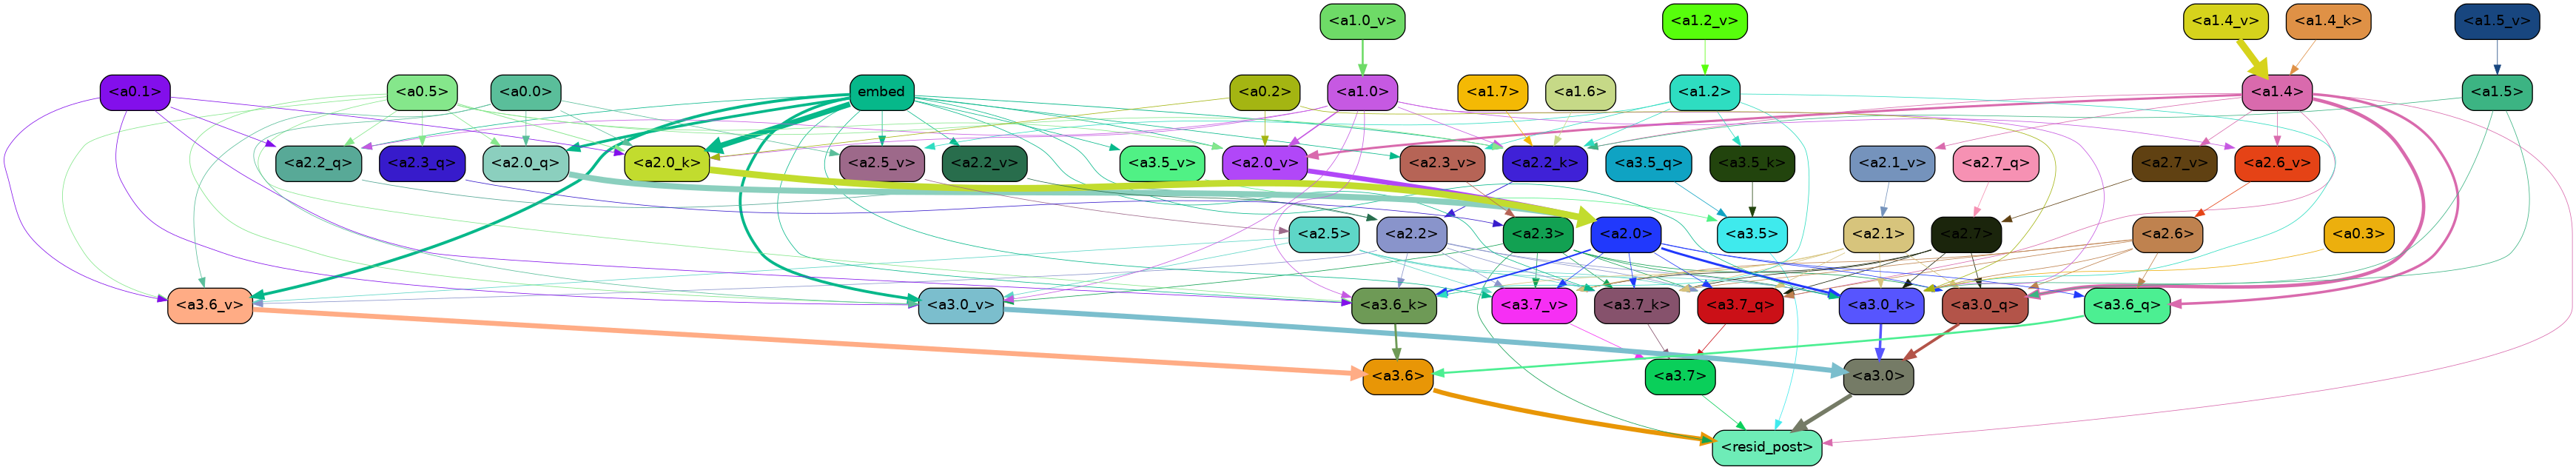 <a1.0_v> <a1.2_v> <a1.4_v> <a1.4_k> <a1.5_v>
<a0.1> <a0.5> <a0.0> embed <a0.2> <a1.0> <a1.7> <a1.6> <a1.2> <a1.4> <a1.5>
<a2.2_q> <a2.3_q> <a2.0_q> <a2.0_k> <a2.5_v> <a2.2_v> <a3.5_v> <a2.0_v> <a2.3_v> <a2.2_k> <a3.5_q> <a3.5_k> <a2.1_v> <a2.7_q> <a2.7_v> <a2.6_v>
<a2.5> <a2.2> <a2.3> <a2.0> <a3.5> <a2.1> <a2.7> <a2.6> <a0.3>
<a3.6_v> <a3.0_v> <a3.6_k> <a3.7_v> <a3.7_k> <a3.7_q> <a3.0_k> <a3.0_q> <a3.6_q>
<a3.6> <a3.7> <a3.0>
<resid_post>